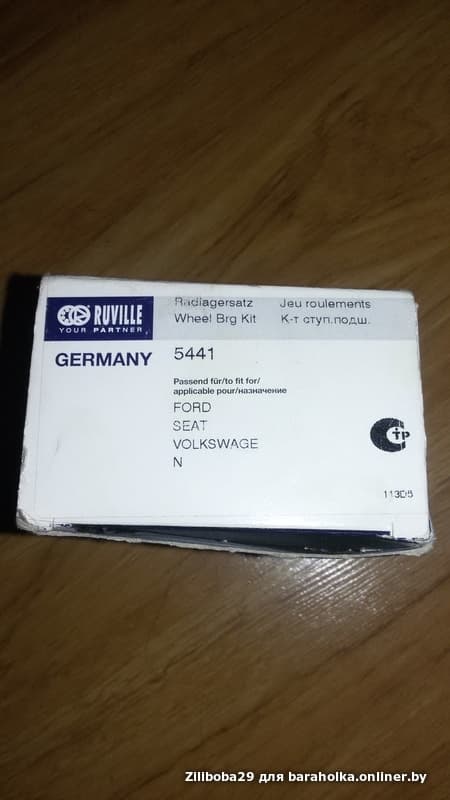 RUVILLE
YOUR PARTNER
GERMANY
Radlagersatz Jeu roulements
Wheel Brg Kit К-т ступ.подш.
5441
Passend für/to fit for/
applicable pour/назначение
FORD
SEAT
VOLKSWAGE
N
113D5
Ziliboba29 для baraholka.onliner.by